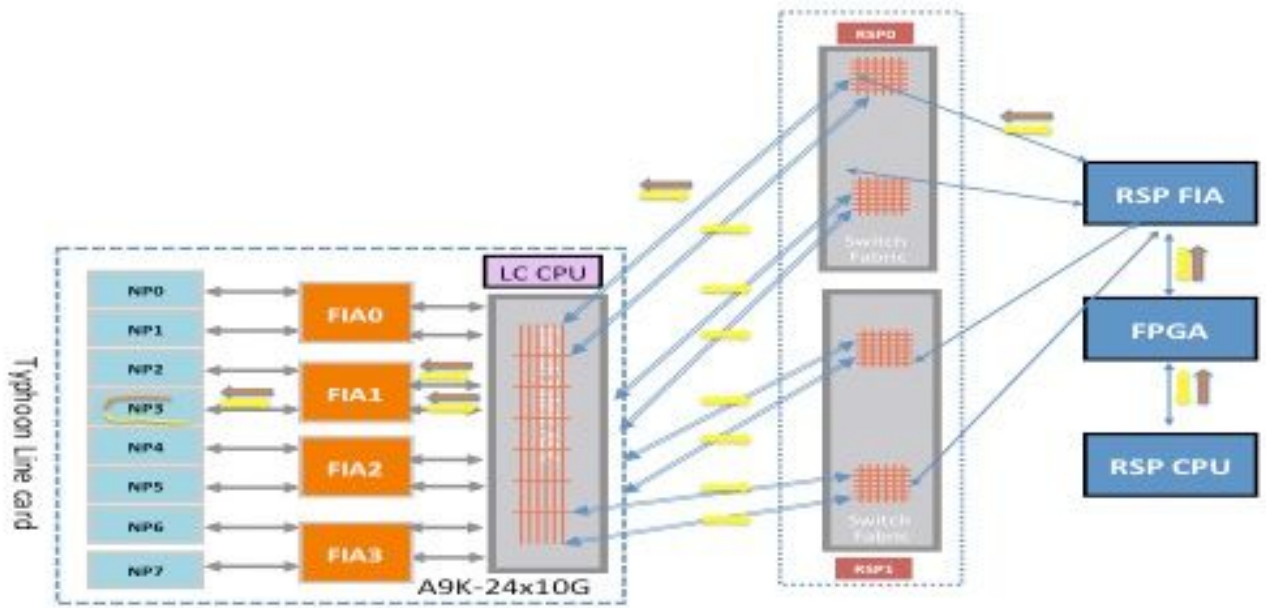 RSP0
Switch
Fabric
Switch
Fabric
RSP1
RSP FIA
FPGA
RSP CPU
LC CPU
NP0
NP1
NP2
NP3
NP4
NP5
NP6
NP7
FIA0
FIA1
FIA2
FIA3
A9K-24x10G
Typhoon Line card